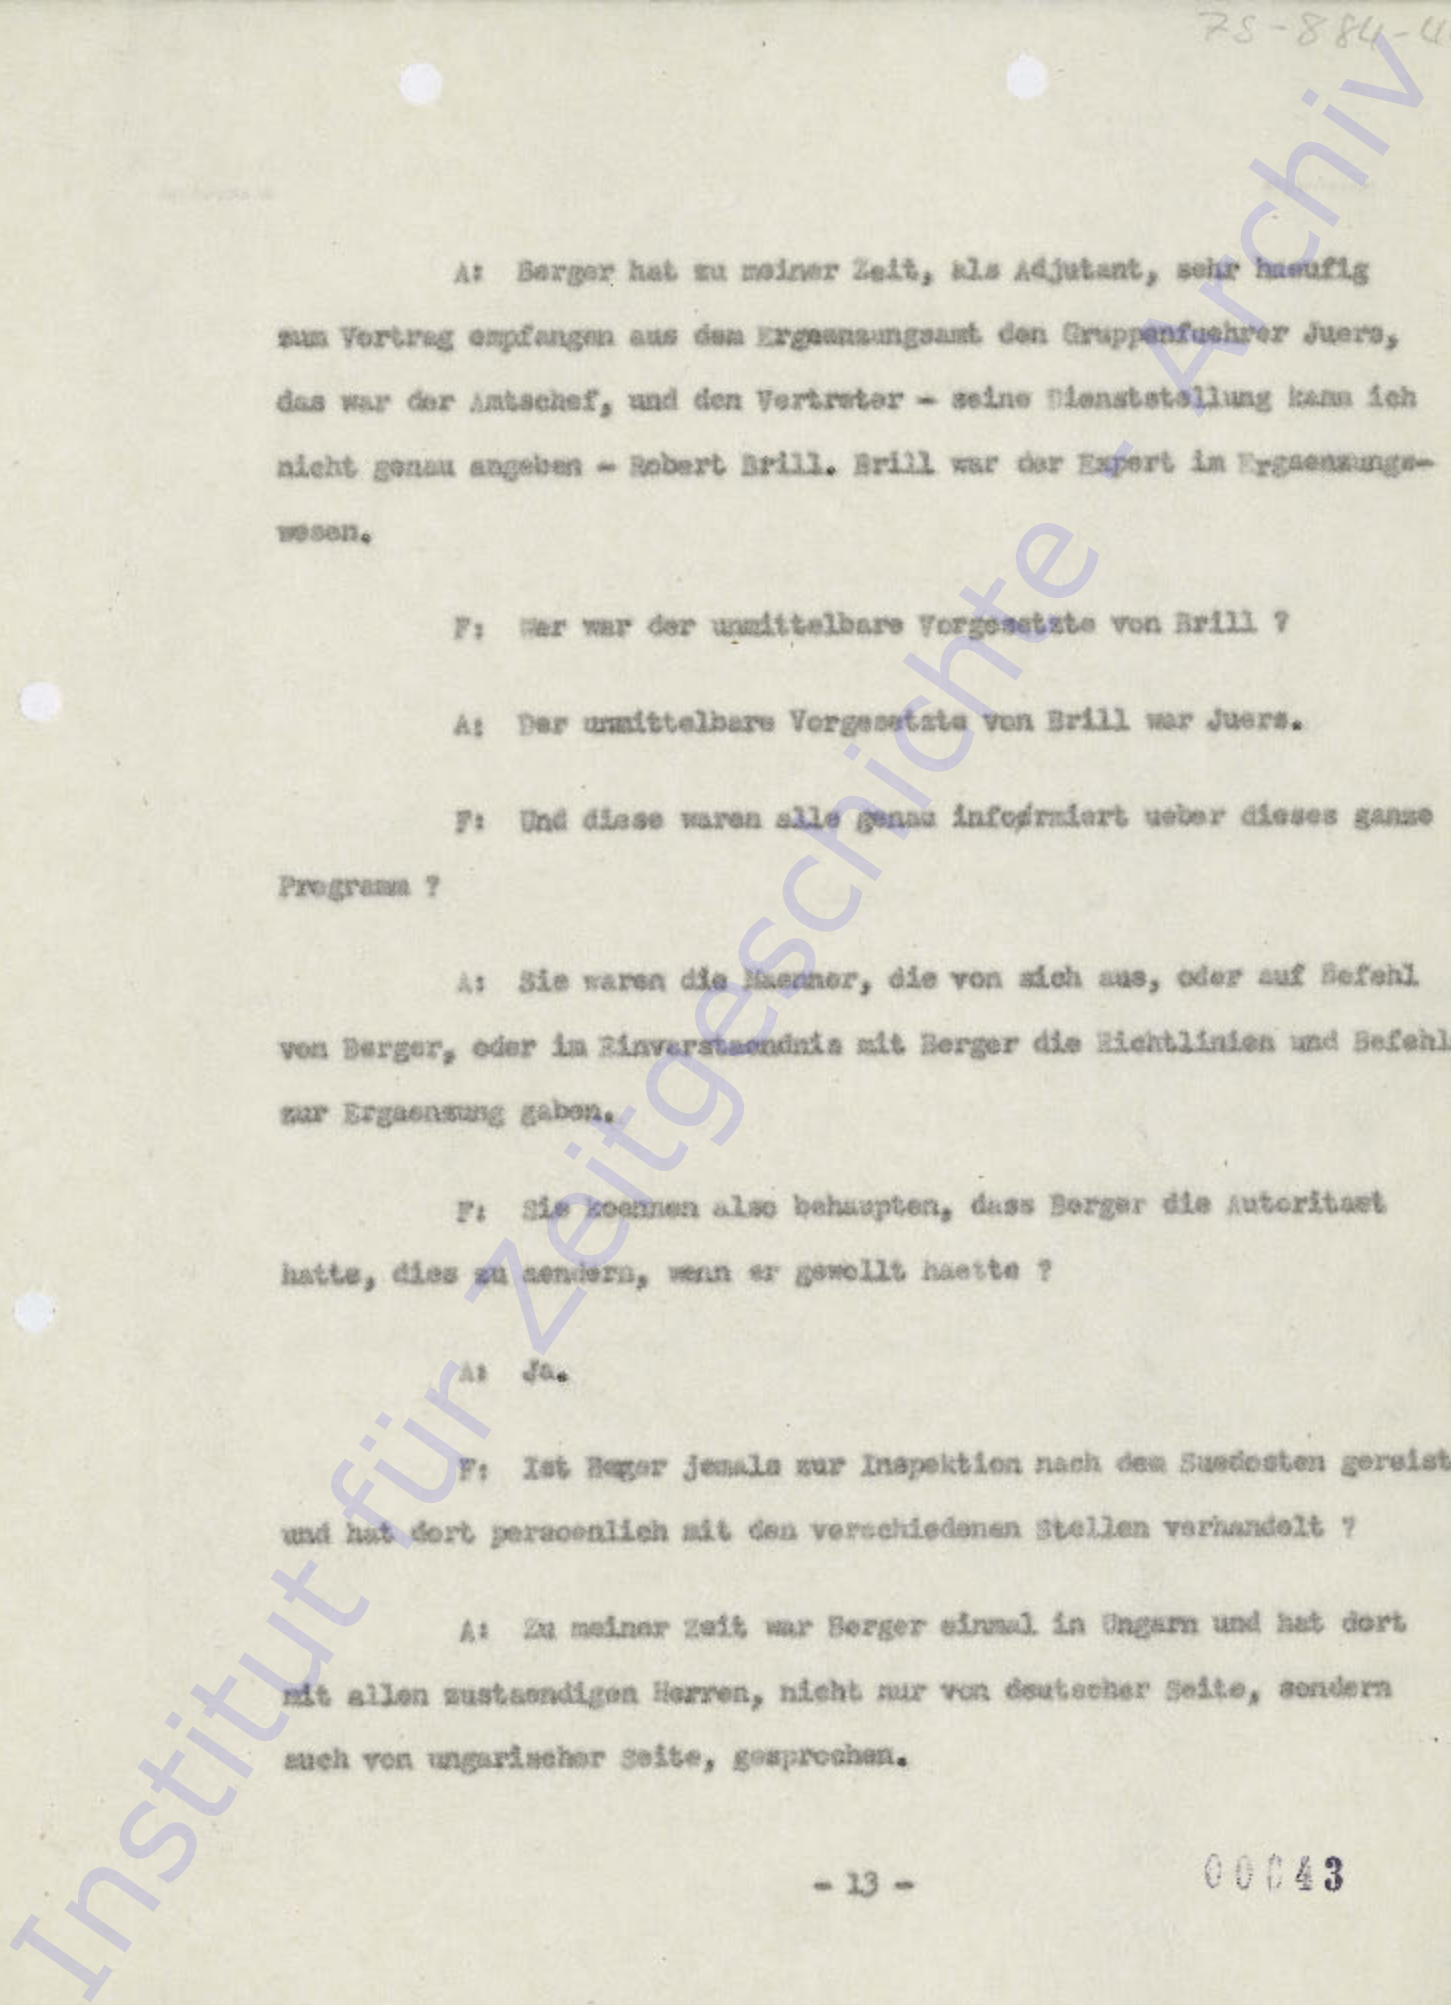 ZS-884-4
A: Berger hat zu meiner Zeit, als Adjutant, sehr haeufig
zum Vortrag empfangen aus dem Ergaenzungsamt den Gruppenfuehrer Juers,
das war der Amtschef, und den Vertreter - seine Dienststellung kann ich
nicht genau angeben - Robert Brill. Brill war der Expert im Ergaenzungs-
wesen.
F: Wer war der unmittelbare Vorgesetzte von Brill ?
A: Der unmittelbare Vorgesetzte von Brill war Juers.
F: Und diese waren alle genau informiert ueber dieses ganze
Programm ?
A: Sie waren die Maenner, die von sich aus, oder auf Befehl
von Berger, oder im Einverstaendnis mit Berger die Richtlinien und Befehl
zur Ergaenzung gaben.
F: Sie koennen also behaupten, dass Berger die Autoritaet
hatte, dies zu aendern, wenn er gewollt haette ?
A: Ja.
F: Ist Berger jemals zur Inspektion nach dem Suedosten gereist
und hat dort persoenlich mit den verschiedenen Stellen verhandelt ?
A: Zu meiner Zeit war Berger einmal in Ungarn und hat dort
mit allen zustaendigen Herren, nicht nur von deutscher Seite, sondern
auch von ungarischer Seite, gesprochen.
- 13 -
00043
Institut für Zeitgeschichte - Archiv